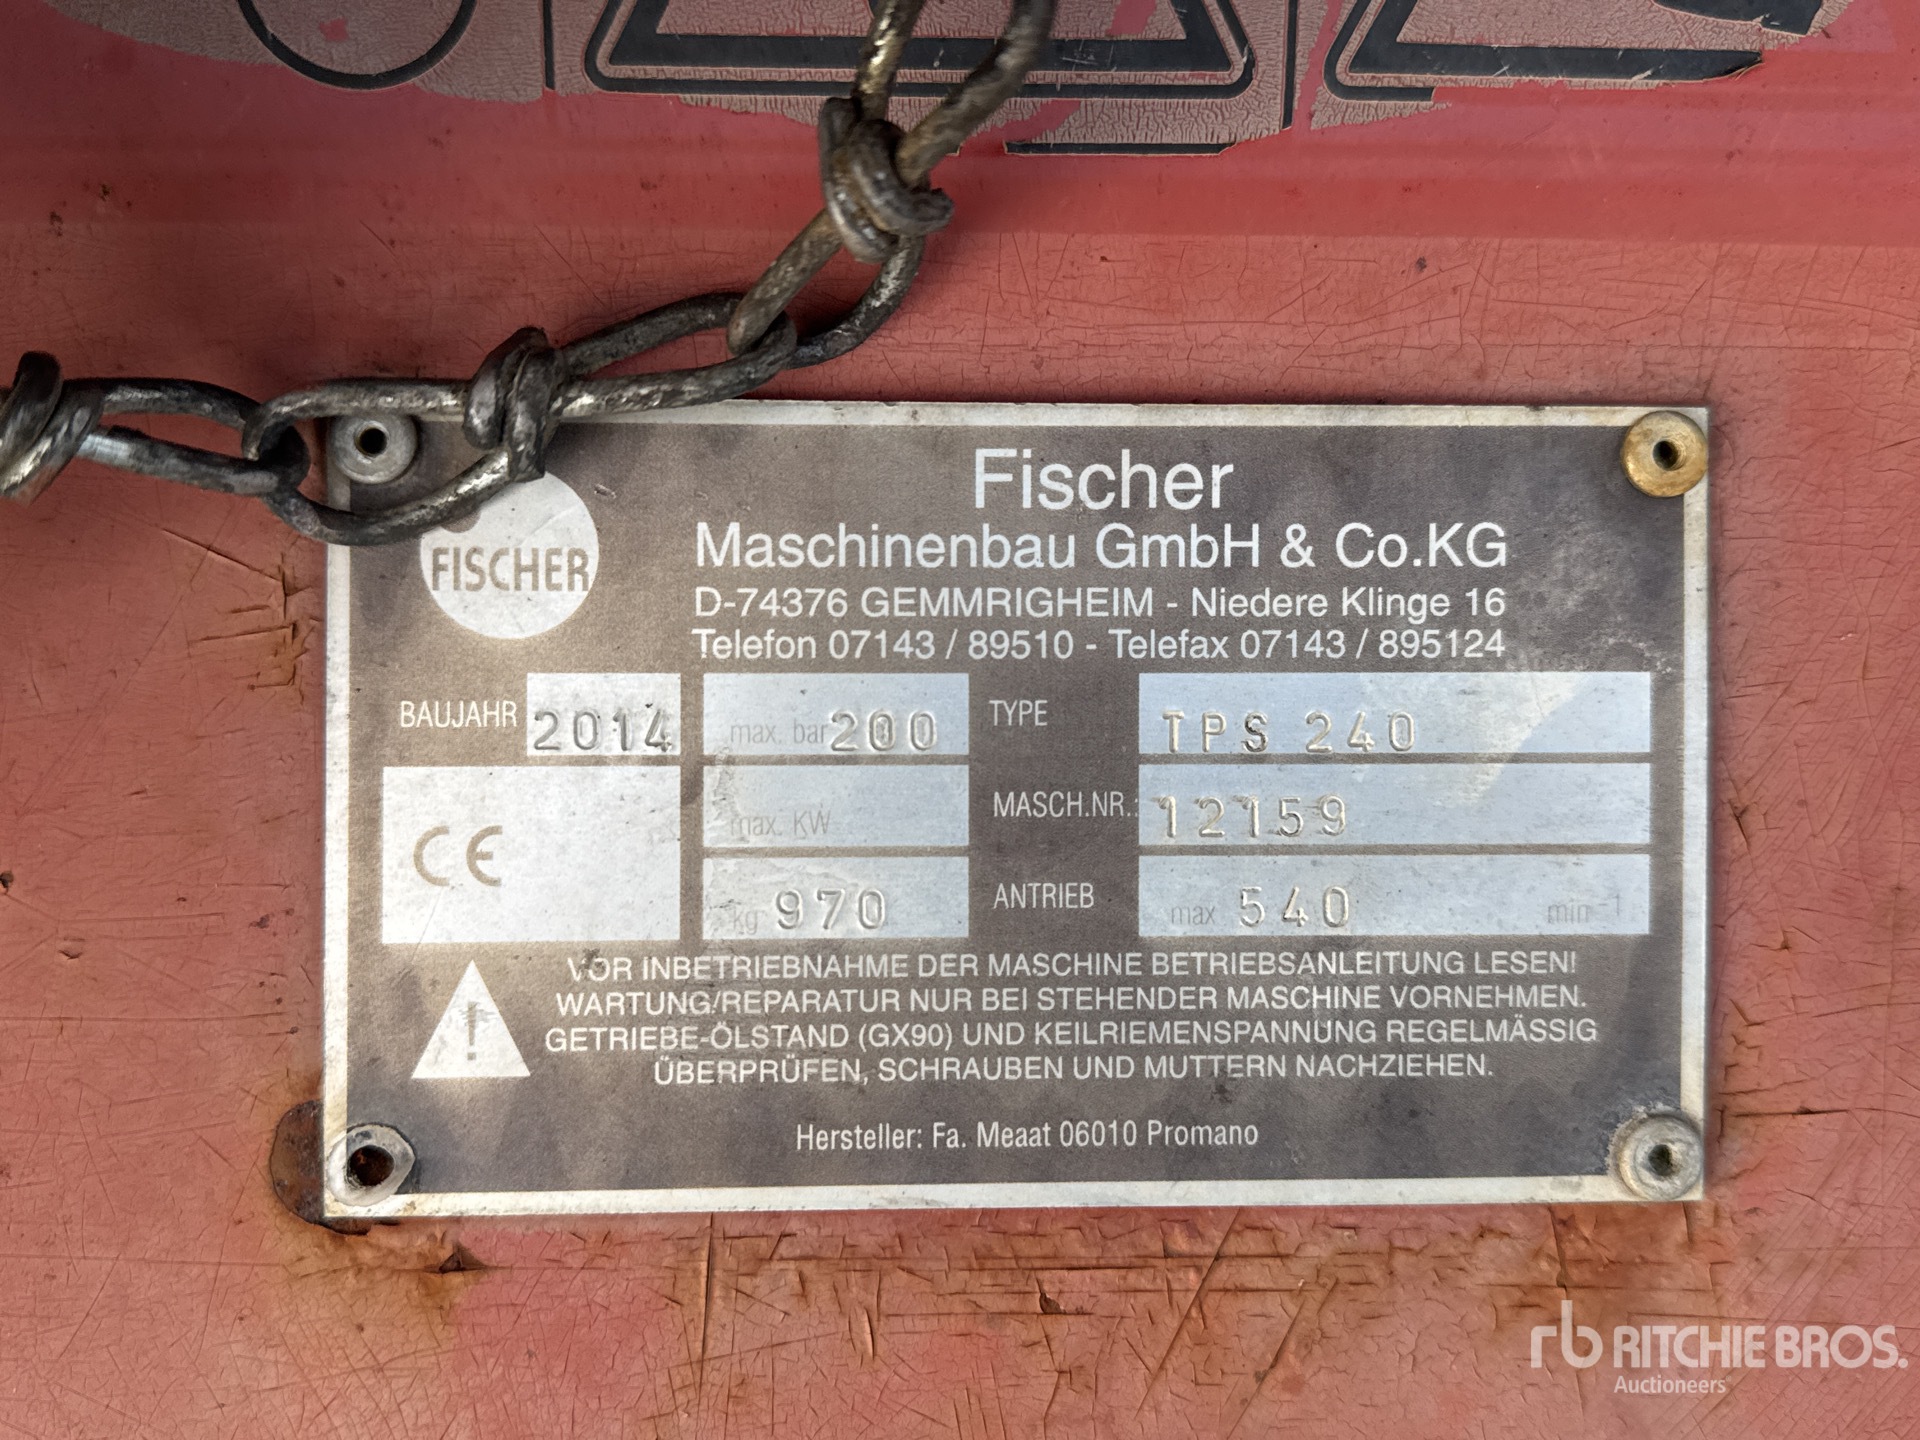 Fischer
Maschinenbau GmbH & Co.KG
D-74376 GEMMRIGHEIM - Niedere Klinge 16
Telefon 07143 / 89510 - Telefax 07143 / 895124
FISCHER
BAUJAHR 2014 max. bar 200 TYPE TPS 240
CE max. KW MASCH.NR.: 12159
kg 970 ANTRIEB max 540 min-1
VOR INBETRIEBNAHME DER MASCHINE BETRIEBSANLEITUNG LESEN!
WARTUNG/REPARATUR NUR BEI STEHENDER MASCHINE VORNEHMEN.
GETRIEBE-ÖLSTAND (GX90) UND KEILRIEMENSPANNUNG REGELMÄSSIG
ÜBERPRÜFEN, SCHRAUBEN UND MUTTERN NACHZIEHEN.
!
Hersteller: Fa. Meaat 06010 Promano
rb RITCHIE BROS.
Auctioneers